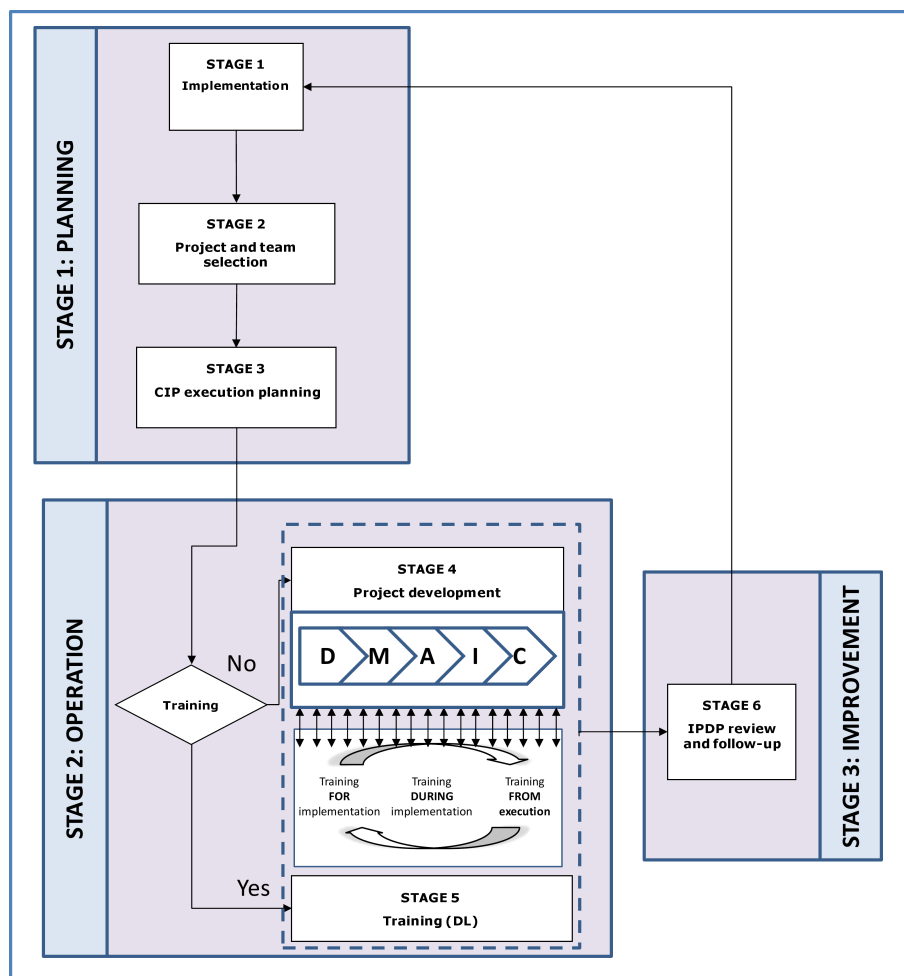 STAGE 1: PLANNING
STAGE 1
Implementation
STAGE 2
Project and team
selection
STAGE 3
CIP execution planning
STAGE 2: OPERATION
Training
No
Yes
STAGE 4
Project development
D M A I C
Training
FOR
implementation
Training
DURING
implementation
Training
FROM
execution
STAGE 5
Training (DL)
STAGE 6
IPDP review
and follow-up
STAGE 3: IMPROVEMENT